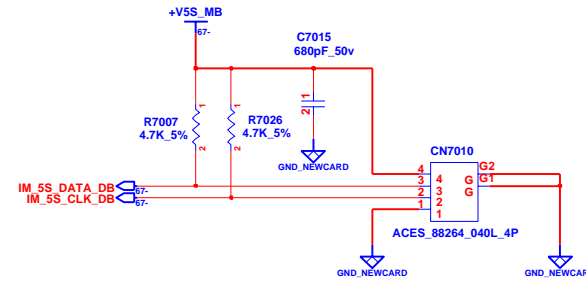 +V5S_MB
67-
C7015
680pF_50v
1
2
R7007
4.7K_5%
1
2
R7026
4.7K_5%
1
2
GND_NEWCARD
CN7010
IM_5S_DATA_DB
67-
IM_5S_CLK_DB
67-
4
3
2
1
4
3
2
1
G
G
G2
G1
ACES_88264_040L_4P
GND_NEWCARD
GND_NEWCAR